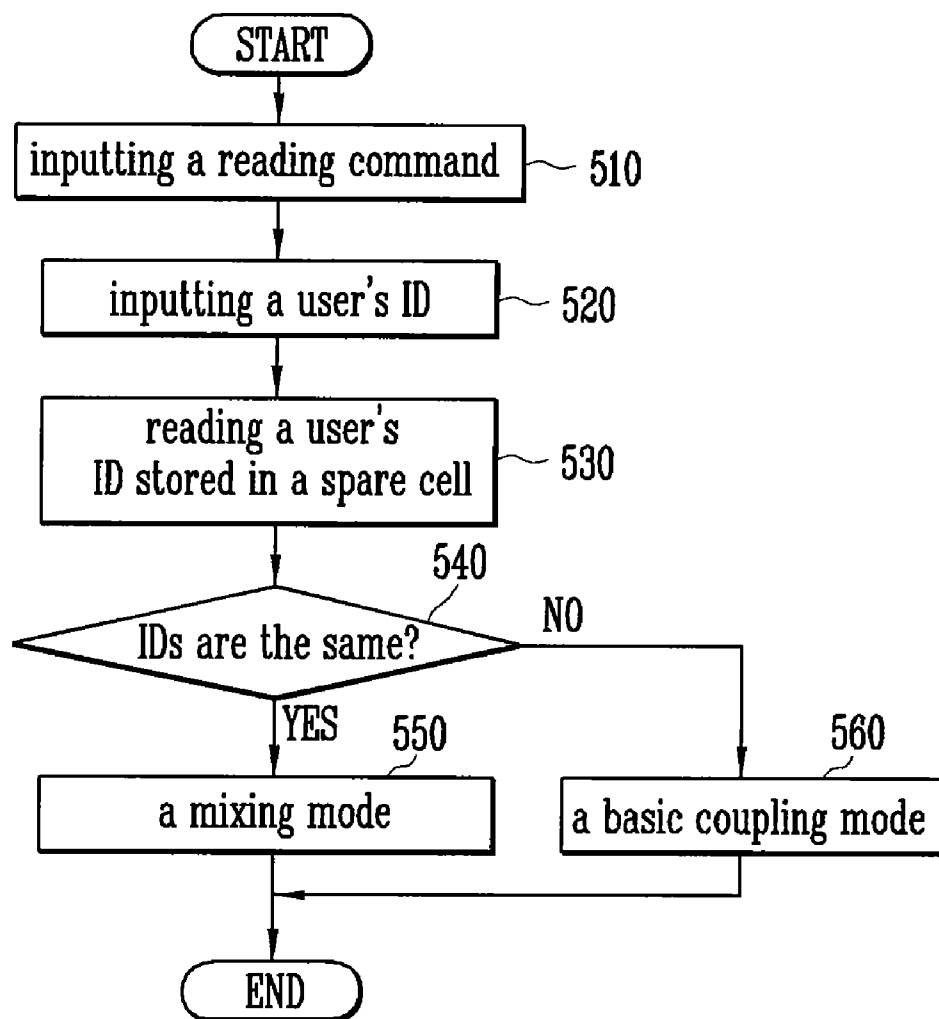 START
inputting a reading command
510
inputting a user's ID
520
reading a user's
ID stored in a spare cell
530
540
IDs are the same?
NO
YES
550
560
a mixing mode
a basic coupling mode
END